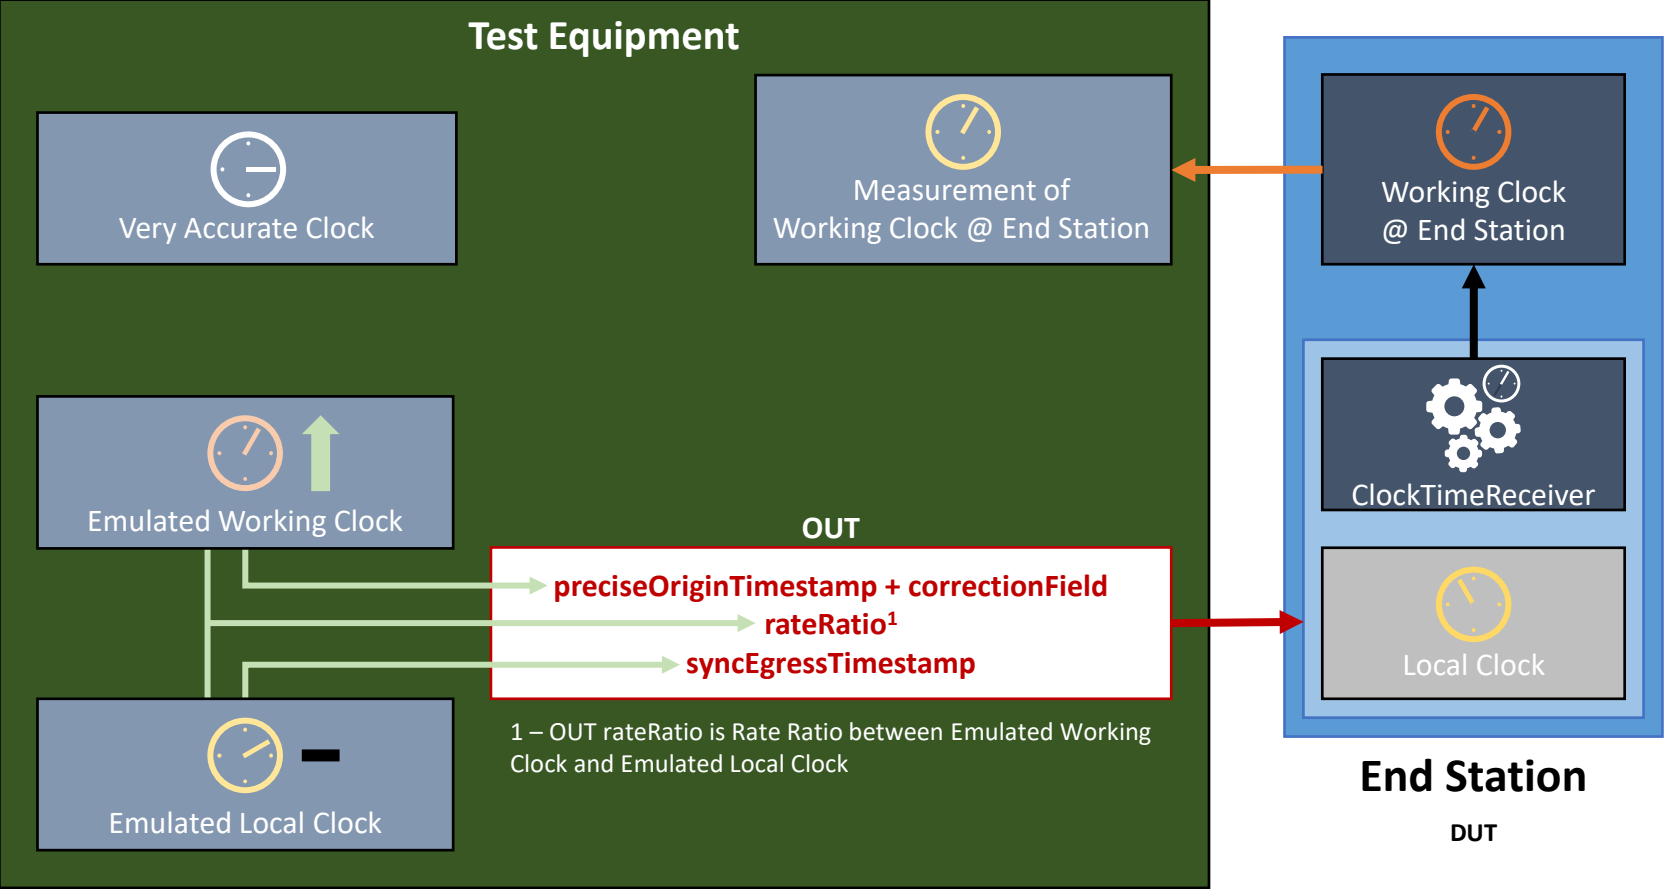 Test Equipment
Very Accurate Clock
Measurement of
Working Clock @ End Station
Working Clock
@ End Station
Emulated Working Clock
ClockTimeReceiver
OUT
preciseOriginTimestamp + correctionField
rateRatio¹
syncEgressTimestamp
Local Clock
1 – OUT rateRatio is Rate Ratio between Emulated Working
Clock and Emulated Local Clock
Emulated Local Clock
End Station
DUT